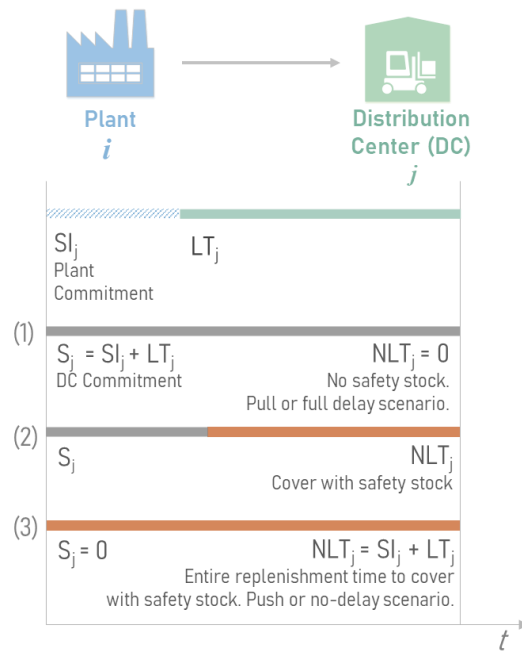 Plant
i
Distribution
Center (DC)
j
SIj
Plant
Commitment
LTj
(1)
Sj = SIj + LTj
DC Commitment
NLTj = 0
No safety stock.
Pull or full delay scenario.
(2)
Sj
NLTj
Cover with safety stock
(3)
Sj = 0
NLTj = SIj + LTj
Entire replenishment time to cover
with safety stock. Push or no-delay scenario.
t